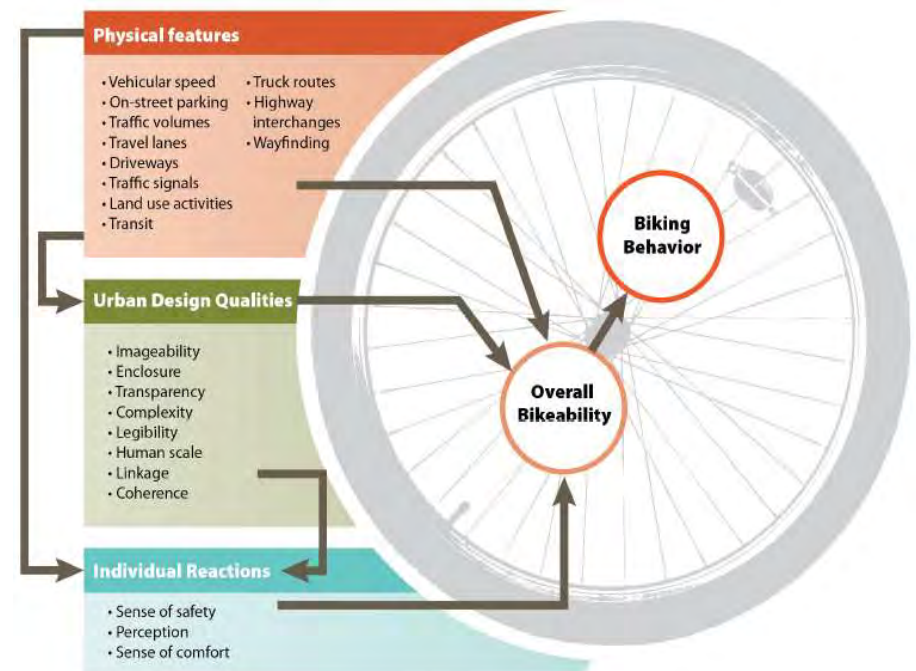 Physical features
• Vehicular speed
• On-street parking
• Traffic volumes
• Travel lanes
• Driveways
• Traffic signals
• Land use activities
• Transit
• Truck routes
• Highway
interchanges
• Wayfinding
Urban Design Qualities
• Imageability
• Enclosure
• Transparency
• Complexity
• Legibility
• Human scale
• Linkage
• Coherence
Individual Reactions
• Sense of safety
• Perception
• Sense of comfort
Biking
Behavior
Overall
Bikeability